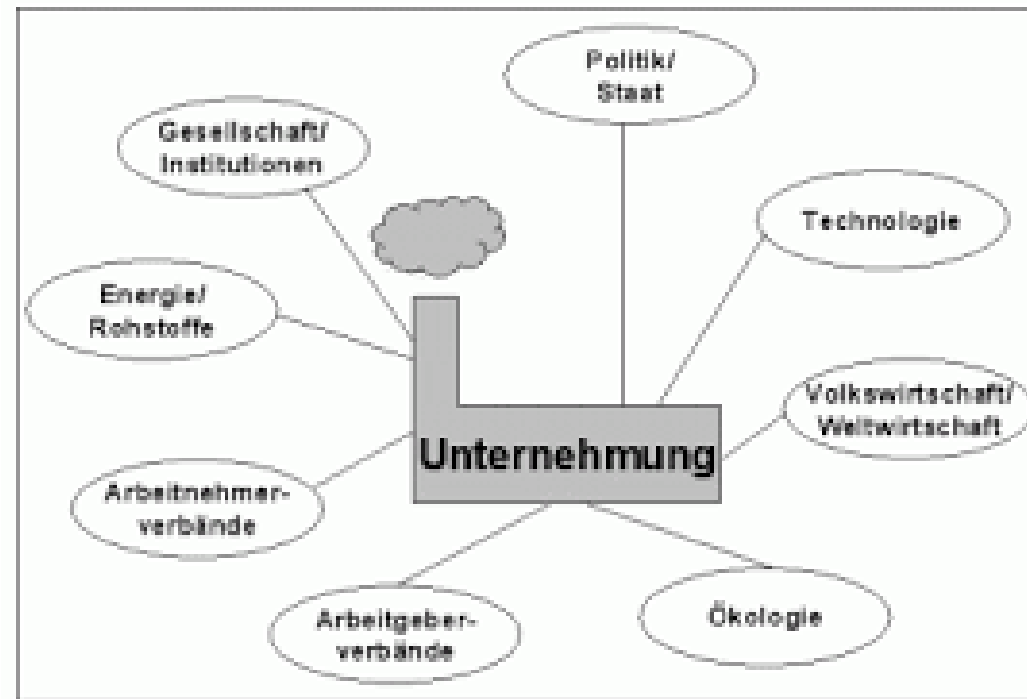 Politik/
Staat
Gesellschaft/
Institutionen
Technologie
Energie/
Rohstoffe
Volkswirtschaft/
Weltwirtschaft
Unternehmung
Arbeitnehmer-
verbände
Arbeitgeber-
verbände
Ökologie